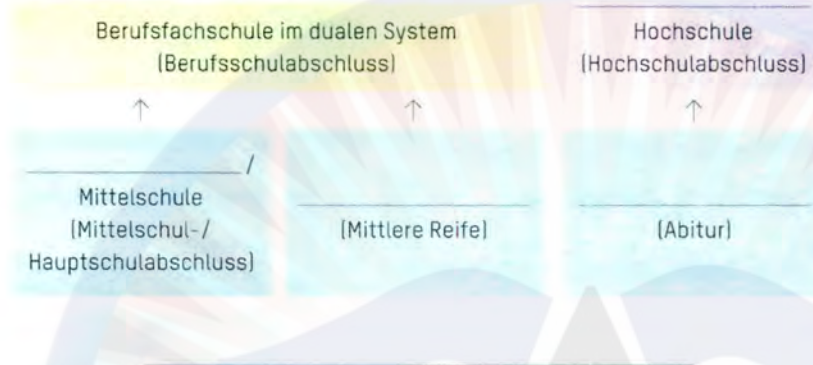 Berufsfachschule im dualen System
(Berufsschulabschluss)
Hochschule
(Hochschulabschluss)
/
Mittelschule
(Mittelschul-/
Hauptschulabschluss)
(Mittlere Reife)
(Abitur)